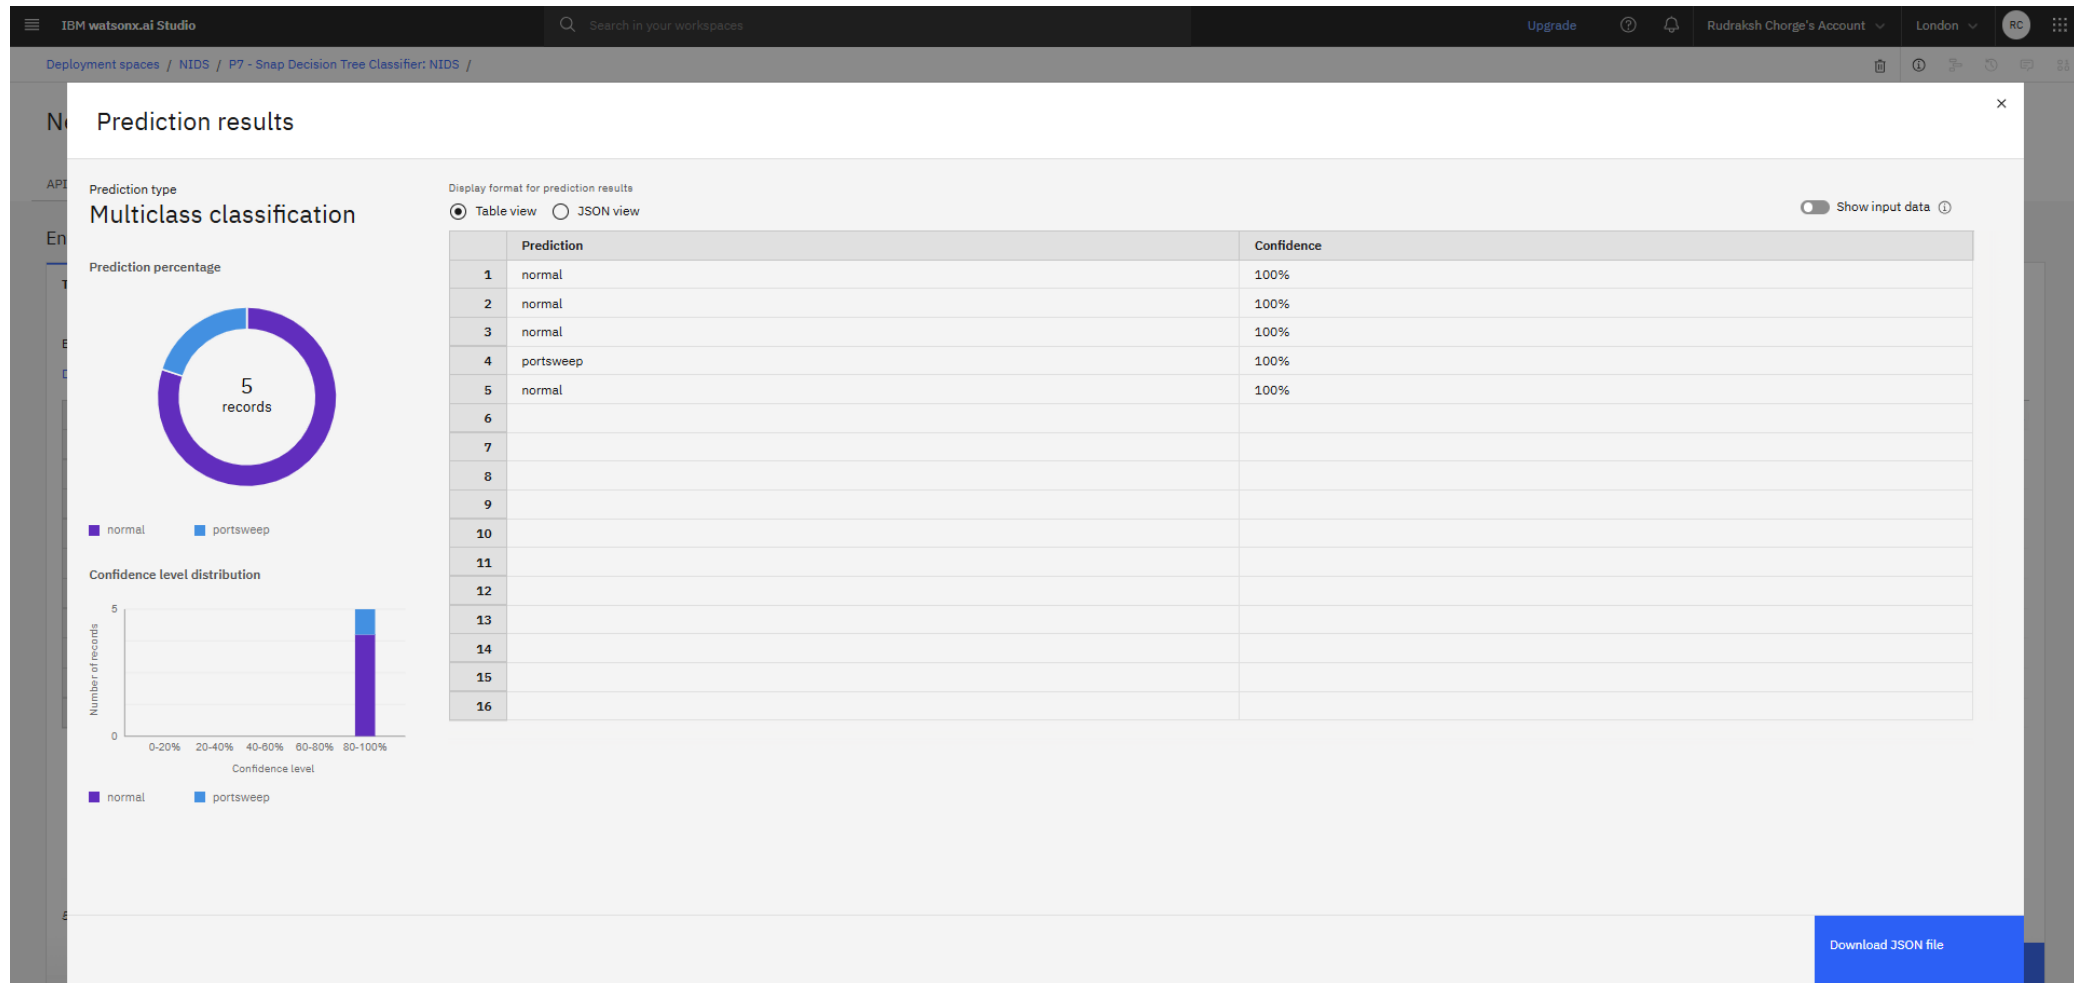 IBM watsonx.ai Studio
Search in your workspaces
Upgrade
Rudraksh Chorge's Account
London
RC
Deployment spaces / NIDS / P7 - Snap Decision Tree Classifier: NIDS /
Prediction results
API
Prediction type
Multiclass classification
Display format for prediction results
Table view
JSON view
Show input data
En
Prediction percentage
5
records
normal
portsweep
Confidence level distribution
Number of records
5
0
0-20% 20-40% 40-60% 60-80% 80-100%
Confidence level
normal
portsweep
Prediction Confidence
1 normal 100%
2 normal 100%
3 normal 100%
4 portsweep 100%
5 normal 100%
6
7
8
9
10
11
12
13
14
15
16
Download JSON file